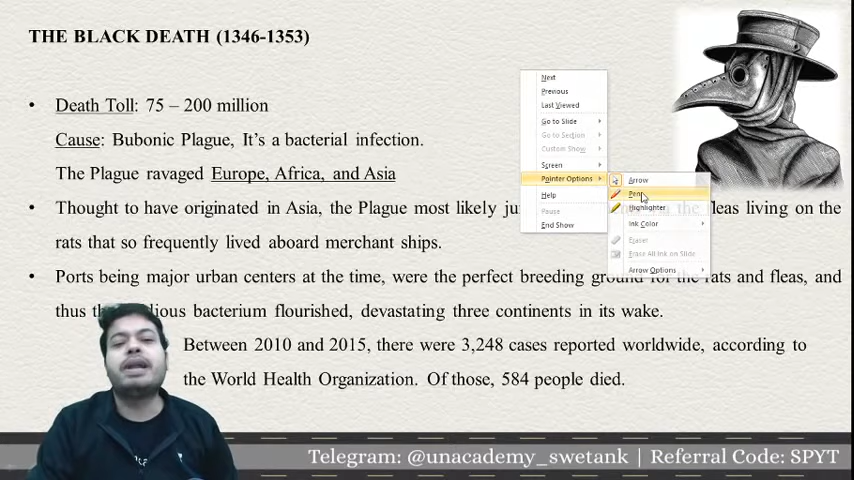 THE BLACK DEATH (1346-1353)
• Death Toll: 75 – 200 million
Cause: Bubonic Plague, It's a bacterial infection.
The Plague ravaged Europe, Africa, and Asia
• Thought to have originated in Asia, the Plague most likely the fleas living on the
rats that so frequently lived aboard merchant ships.
• Ports being major urban centers at the time, were the perfect breeding ground for the rats and fleas, and
thus bacterium flourished, devastating three continents in its wake.
Between 2010 and 2015, there were 3,248 cases reported worldwide, according to
the World Health Organization. Of those, 584 people died.
Next
Previous
Last Viewed
Go to Slide
Go to Section
Custom Show
Screen
Pointer Options
Help
Pause
End Show
Arrow
Pen
Highlighter
Ink Color
Eraser
Erase All Ink on Slide
Arrow Options
Telegram: @unacademy_swetank | Referral Code: SPYT